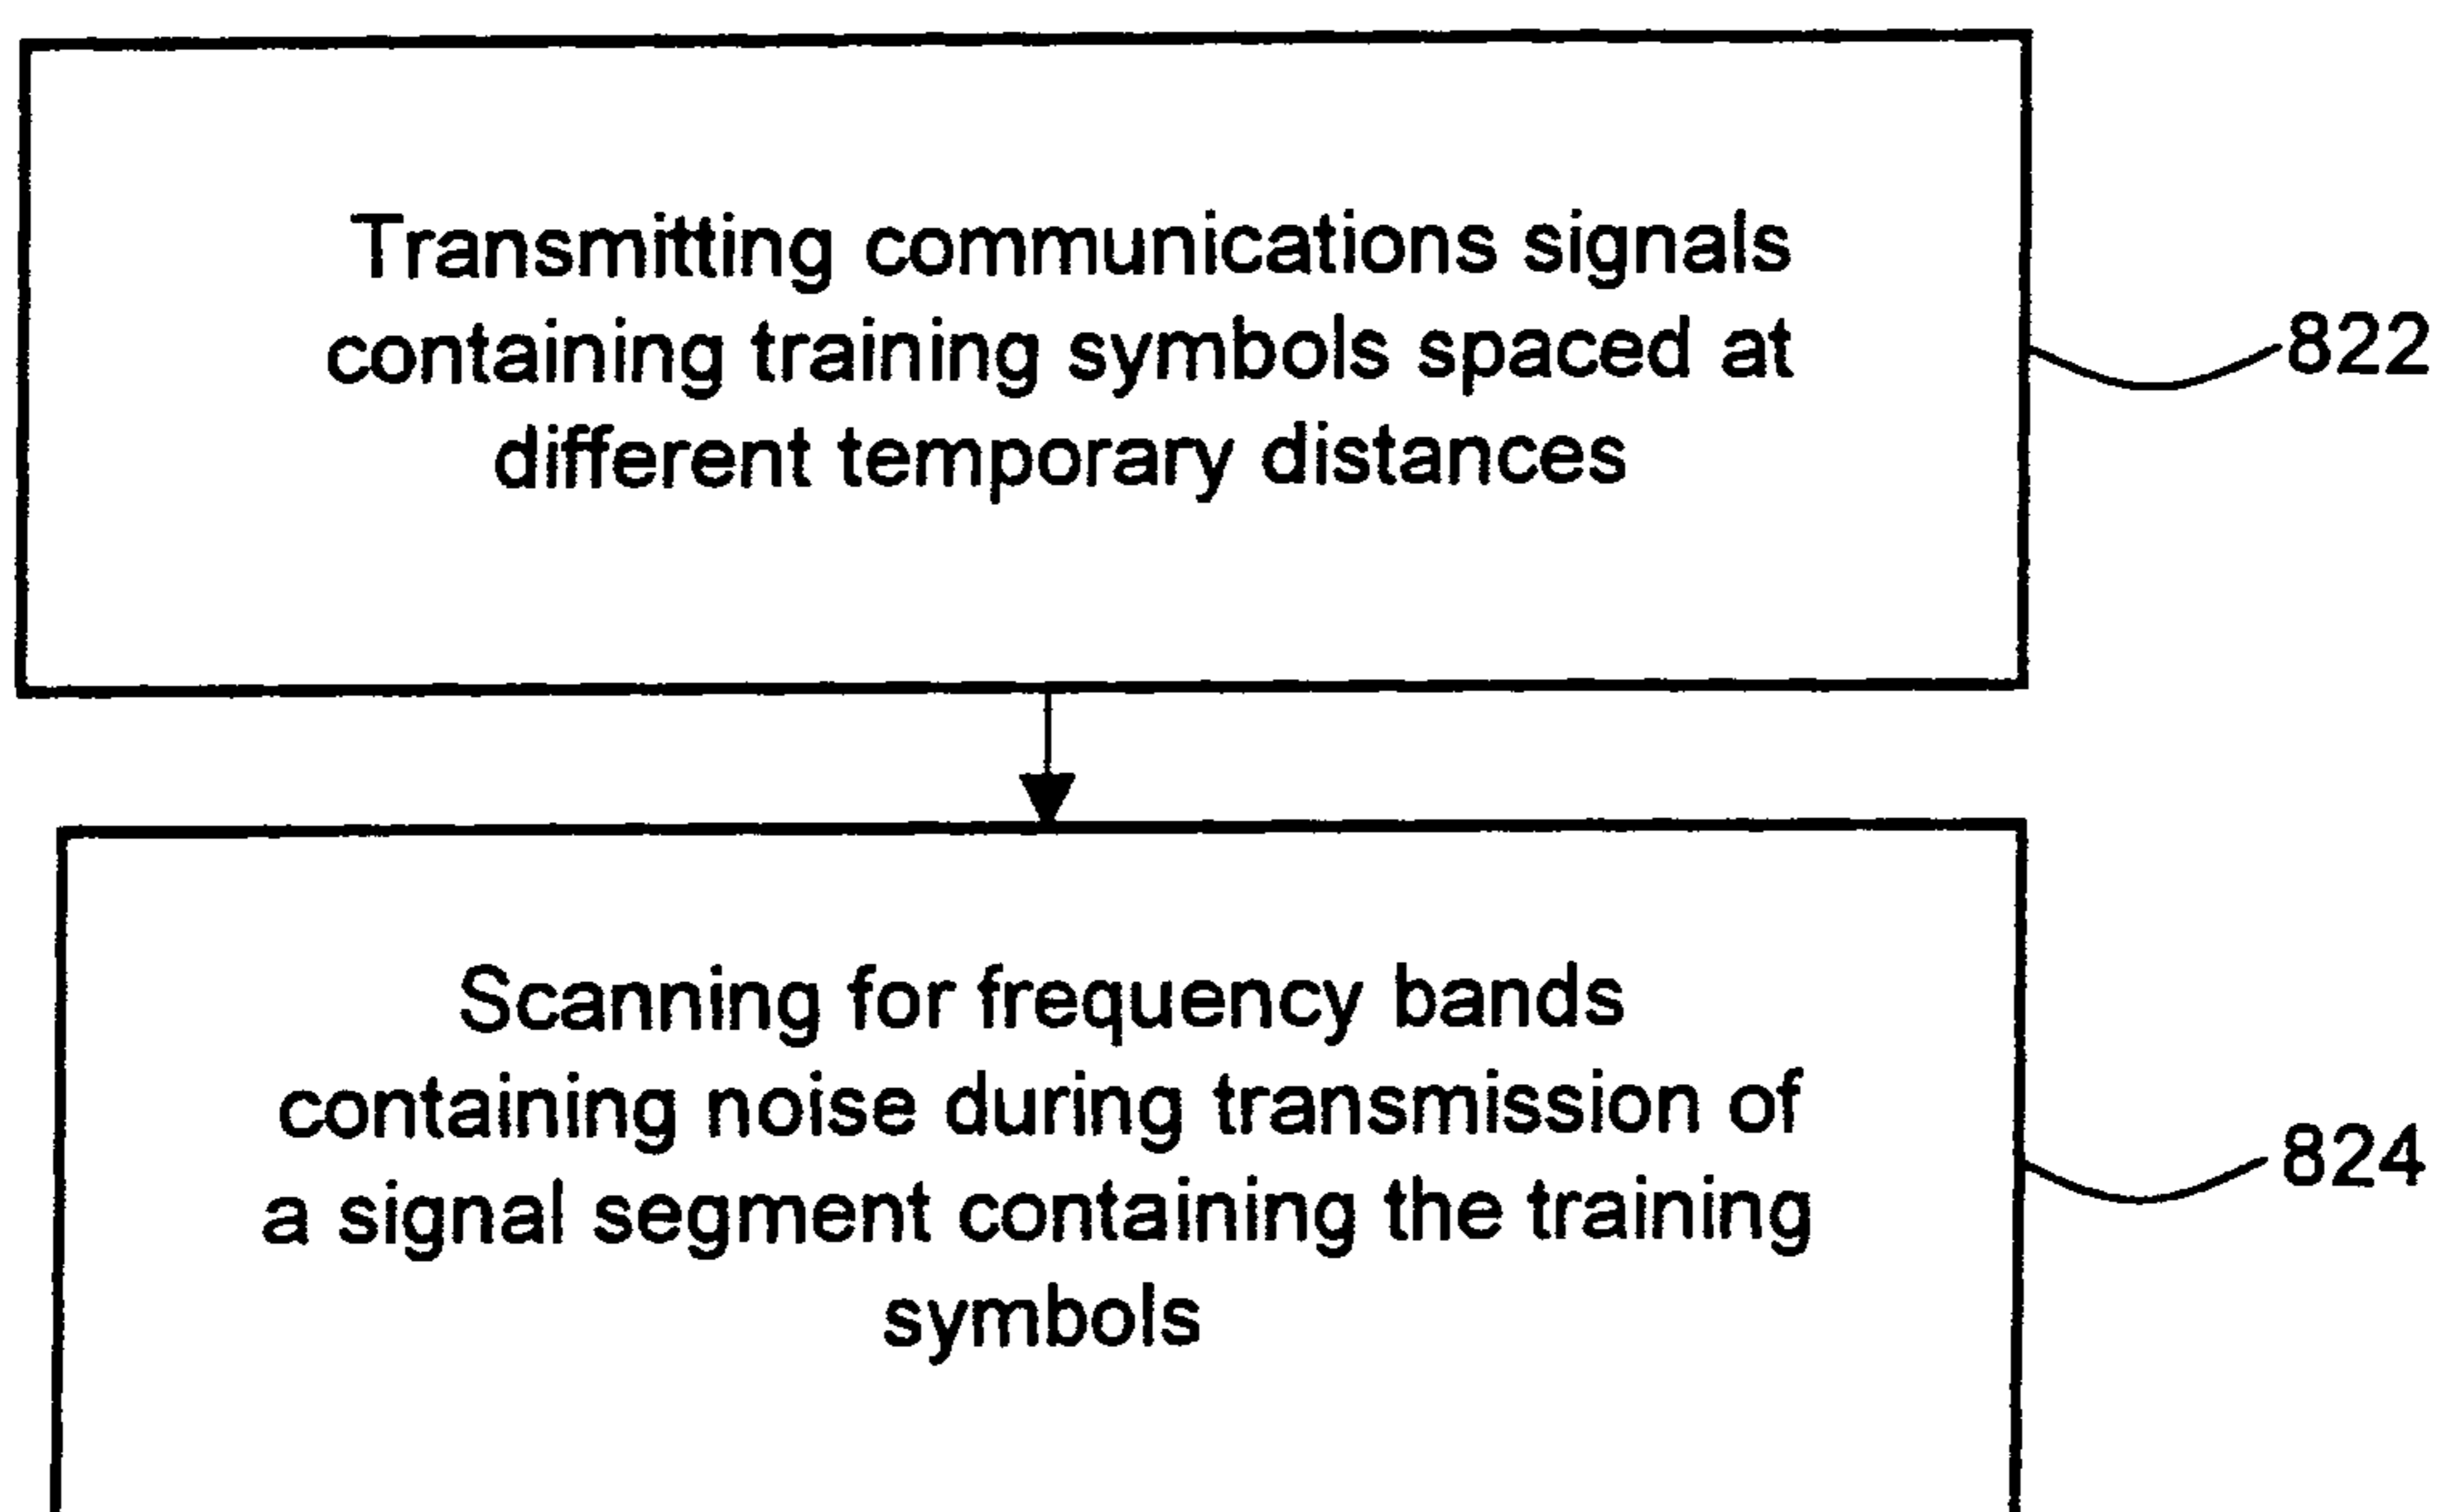 Transmitting communications signals
containing training symbols spaced at
different temporary distances
822
Scanning for frequency bands
containing noise during transmission of
a signal segment containing the training
symbols
824